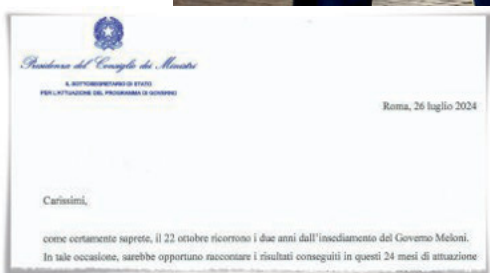 Presidenza del Consiglio dei Ministri
IL SOTTOSEGRETARIO DI STATO
PER L'ATTUAZIONE DEL PROGRAMMA DI GOVERNO
Roma, 26 luglio 2024
Carissimi,
come certamente saprete, il 22 ottobre ricorrono i due anni dall'insediamento del Governo Meloni.
In tale occasione, sarebbe opportuno raccontare i risultati conseguiti in questi 24 mesi di attuazione